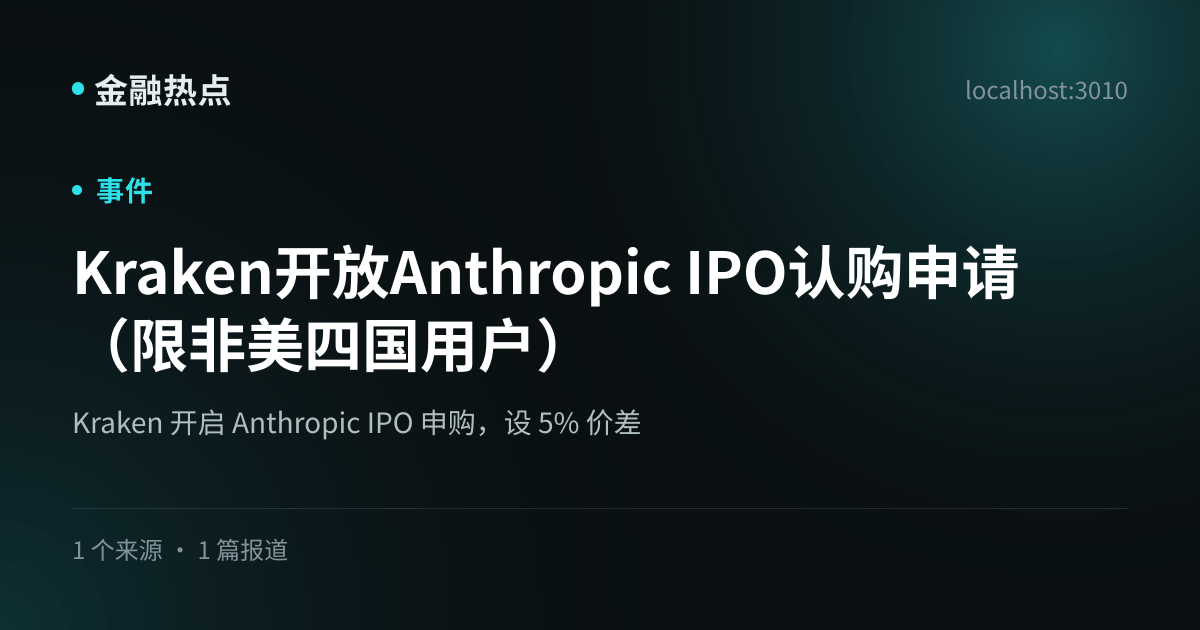 金融热点
localhost:3010
事件
Kraken开放Anthropic IPO认购申请
（限非美四国用户）
Kraken 开启 Anthropic IPO 申购，设 5% 价差
1 个来源 · 1 篇报道